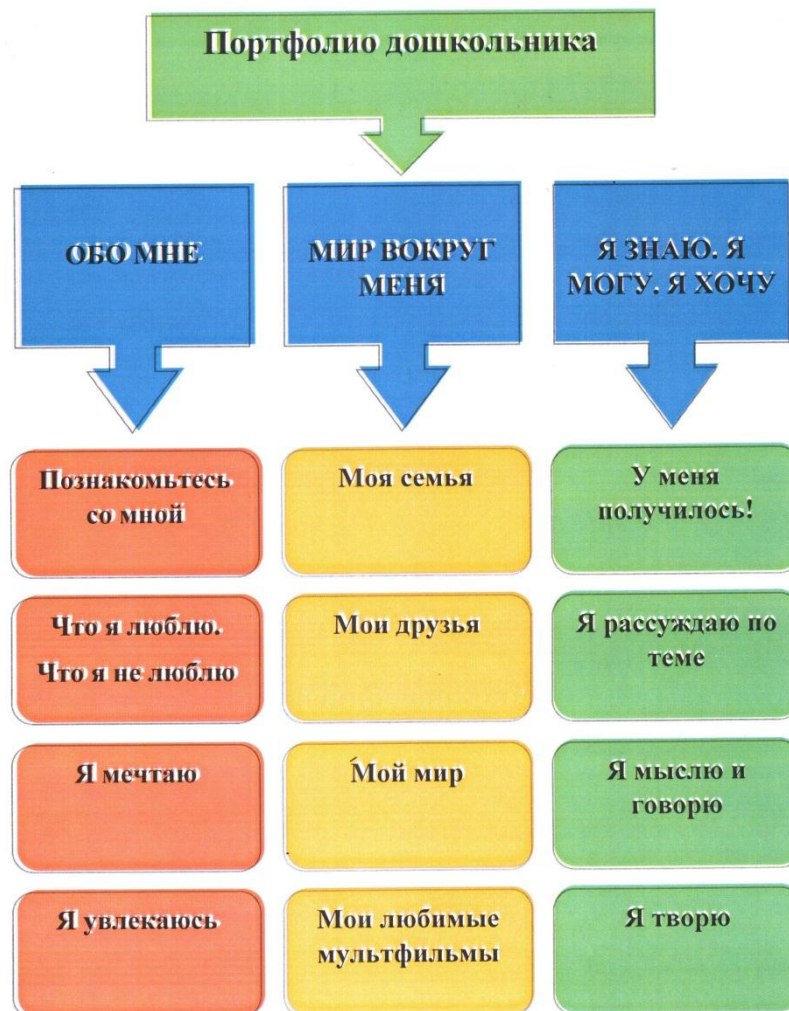 Портфолио дошкольника
ОБО МНЕ
МИР ВОКРУГ
МЕНЯ
Я ЗНАЮ. Я
МОГУ. Я ХОЧУ
Познакомьтесь
со мной
Что я люблю.
Что я не люблю
Я мечтаю
Я увлекаюсь
Моя семья
Мои друзья
Мой мир
Мои любимые
мультфильмы
У меня
получилось!
Я рассуждаю по
теме
Я мыслю и
говорю
Я творю